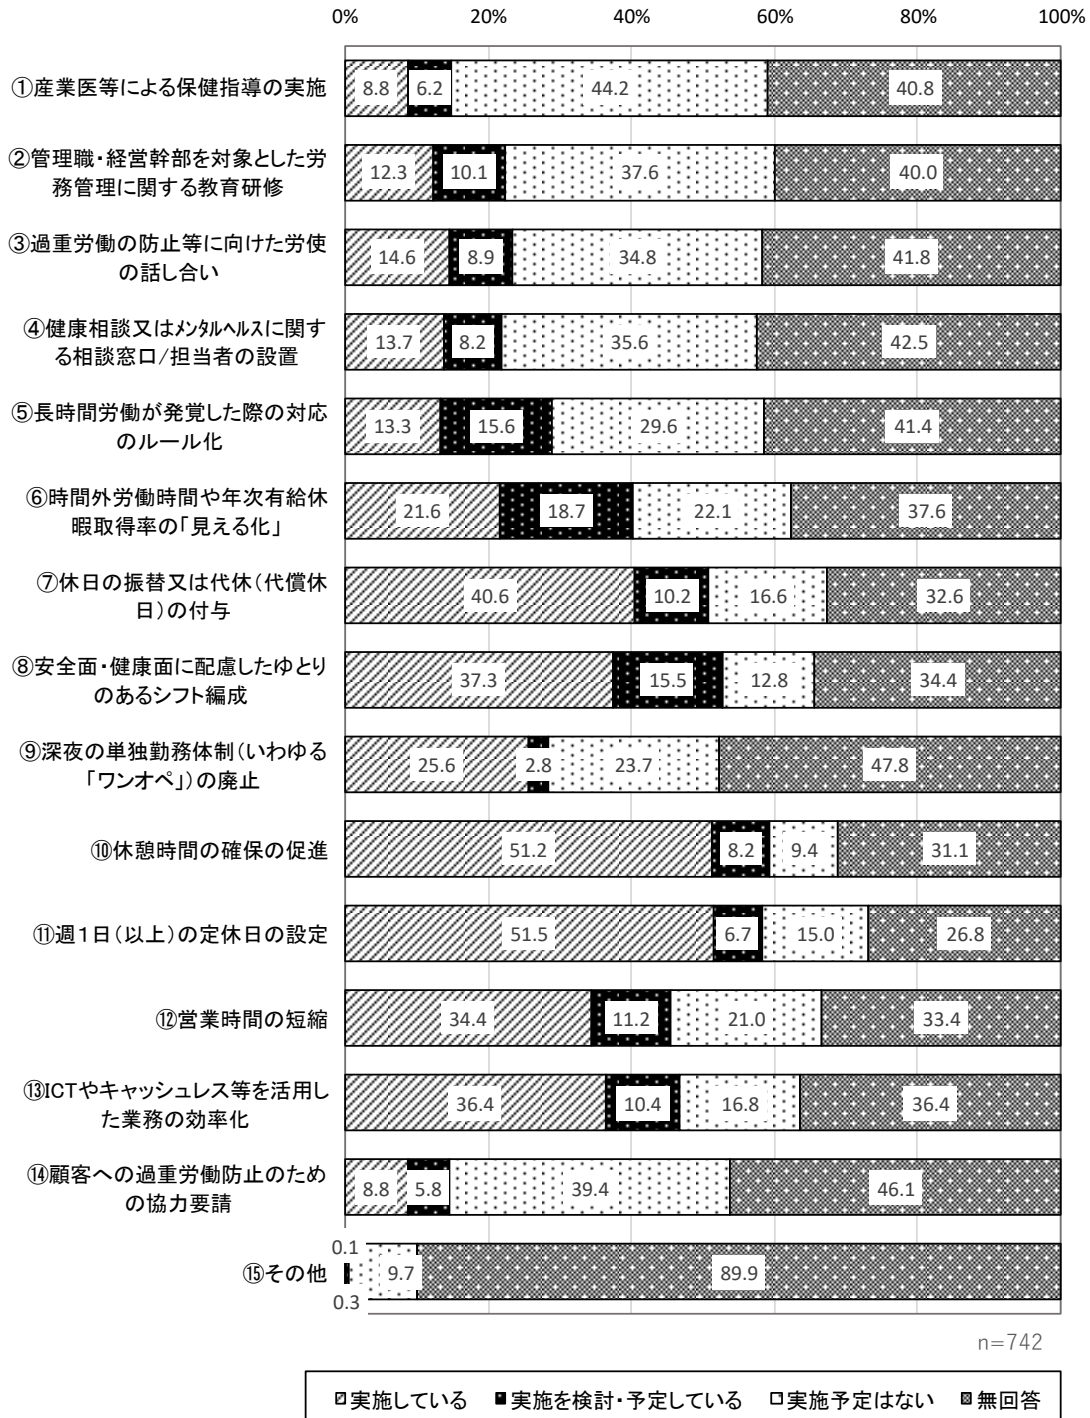 0% 20% 40% 60% 80% 100%
①産業医等による保健指導の実施 8.8 6.2 44.2 40.8
②管理職・経営幹部を対象とした労
務管理に関する教育研修 12.3 10.1 37.6 40.0
③過重労働の防止等に向けた労使
の話し合い 14.6 8.9 34.8 41.8
④健康相談又はメンタルヘルスに関す
る相談窓口/担当者の設置 13.7 8.2 35.6 42.5
⑤長時間労働が発覚した際の対応
のルール化 13.3 15.6 29.6 41.4
⑥時間外労働時間や年次有給休
暇取得率の「見える化」 21.6 18.7 22.1 37.6
⑦休日の振替又は代休(代償休
日)の付与 40.6 10.2 16.6 32.6
⑧安全面・健康面に配慮したゆとり
のあるシフト編成 37.3 15.5 12.8 34.4
⑨深夜の単独勤務体制(いわゆる
「ワンオペ」)の廃止 25.6 2.8 23.7 47.8
⑩休憩時間の確保の促進 51.2 8.2 9.4 31.1
⑪週1日(以上)の定休日の設定 51.5 6.7 15.0 26.8
⑫営業時間の短縮 34.4 11.2 21.0 33.4
⑬ICTやキャッシュレス等を活用し
た業務の効率化 36.4 10.4 16.8 36.4
⑭顧客への過重労働防止のため
の協力要請 8.8 5.8 39.4 46.1
⑮その他 0.1 0.3 9.7 89.9
n=742
実施している 実施を検討・予定している 実施予定はない 無回答